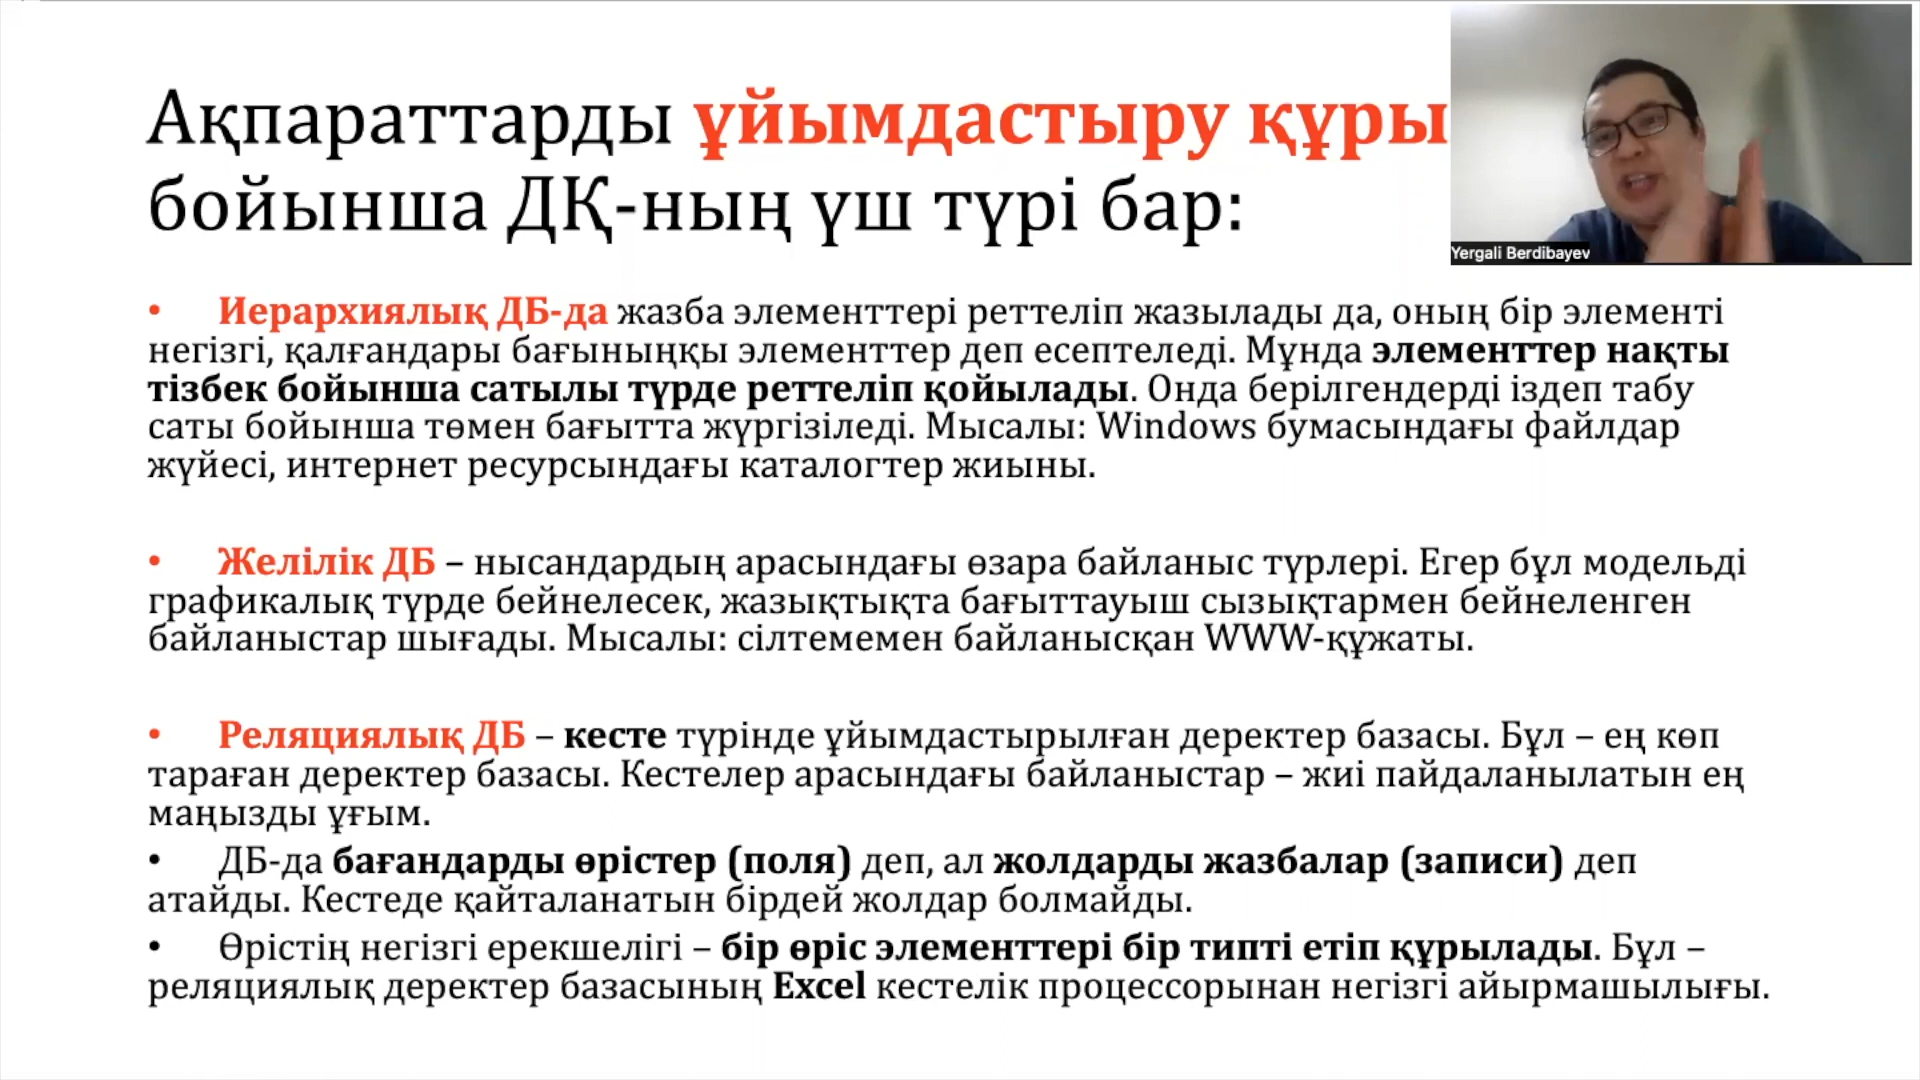 Ақпараттарды ұйымдастыру құры
бойынша ДҚ-ның үш түрі бар:
Yergali Berdibayev
• Иерархиялық ДБ-да жазба элементтері реттеліп жазылады да, оның бір элементі
негізгі, қалғандары бағыныңқы элементтер деп есептеледі. Мұнда элементтер нақты
тізбек бойынша сатылы түрде реттеліп қойылады. Онда берілгендерді іздеп табу
саты бойынша төмен бағытта жүргізіледі. Мысалы: Windows бумасындағы файлдар
жүйесі, интернет ресурсындағы каталогтер жиыны.
• Желілік ДБ – нысандардың арасындағы өзара байланыс түрлері. Егер бұл модельді
графикалық түрде бейнелесек, жазықтықта бағыттауыш сызықтармен бейнеленген
байланыстар шығады. Мысалы: сілтемемен байланысқан WWW-құжаты.
• Реляциялық ДБ – кесте түрінде ұйымдастырылған деректер базасы. Бұл – ең көп
тараған деректер базасы. Кестелер арасындағы байланыстар – жиі пайдаланылатын ең
маңызды ұғым.
• ДБ-да бағандарды өрістер (поля) деп, ал жолдарды жазбалар (записи) деп
атайды. Кестеде қайталанатын бірдей жолдар болмайды.
• Өрістің негізгі ерекшелігі – бір өріс элементтері бір типті етіп құрылады. Бұл –
реляциялық деректер базасының Excel кестелік процессорынан негізгі айырмашылығы.